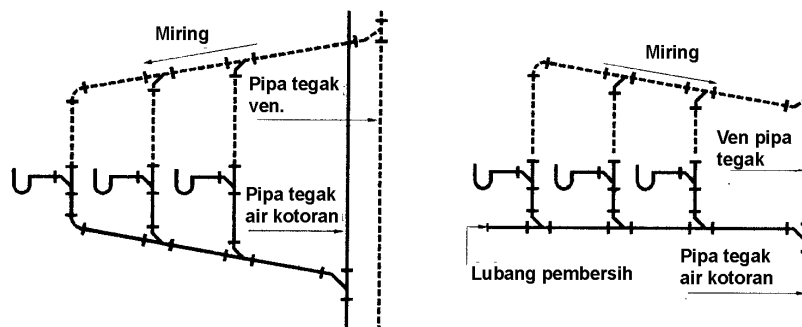 Miring
Pipa tegak
ven.
Pipa tegak
air kotoran
Miring
Ven pipa
tegak
Lubang pembersih
Pipa tegak
air kotoran